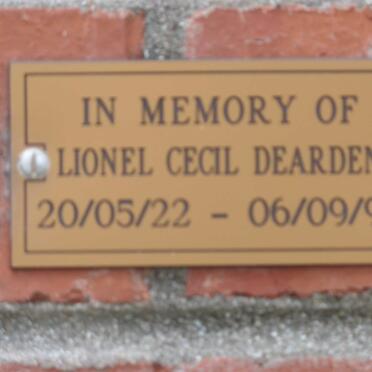 IN MEMORY OF
LIONEL CECIL DEARDEN
20/05/22 - 06/09/9